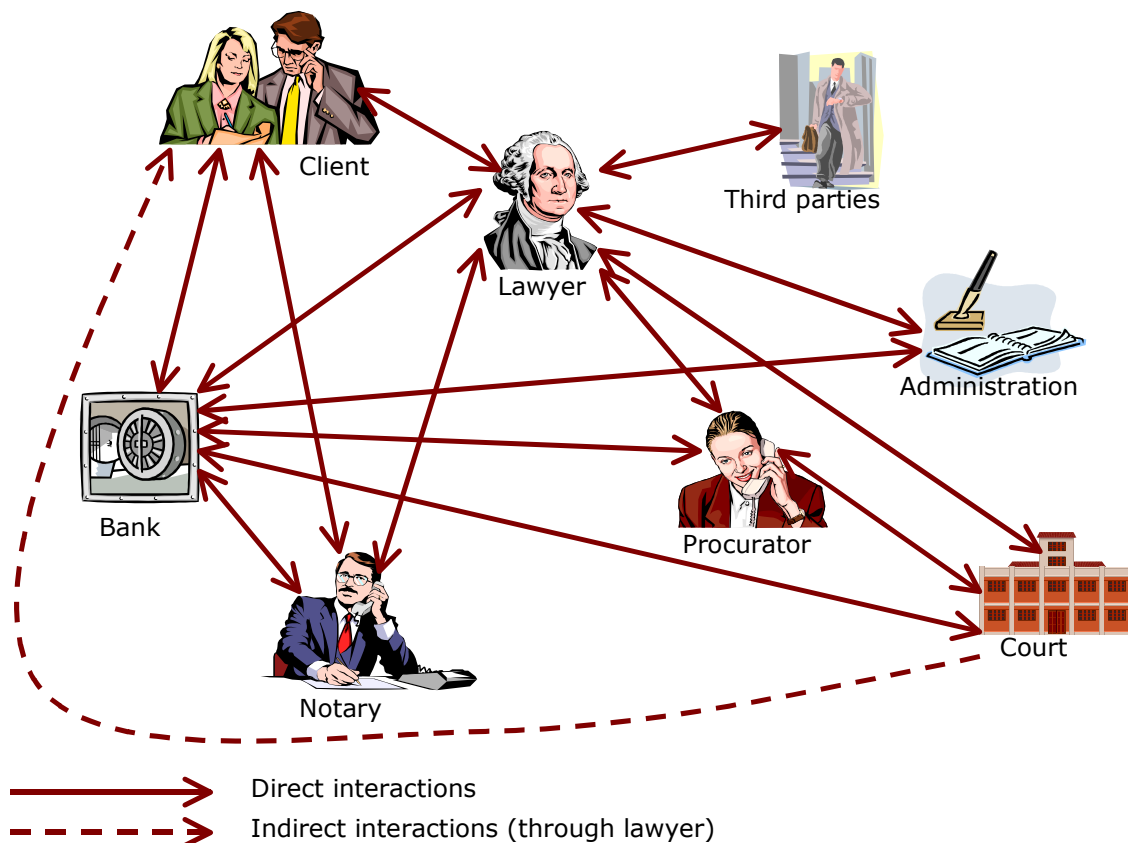 Client
Third parties
Lawyer
Administration
Bank
Procurator
Court
Notary
Direct interactions
Indirect interactions (through lawyer)